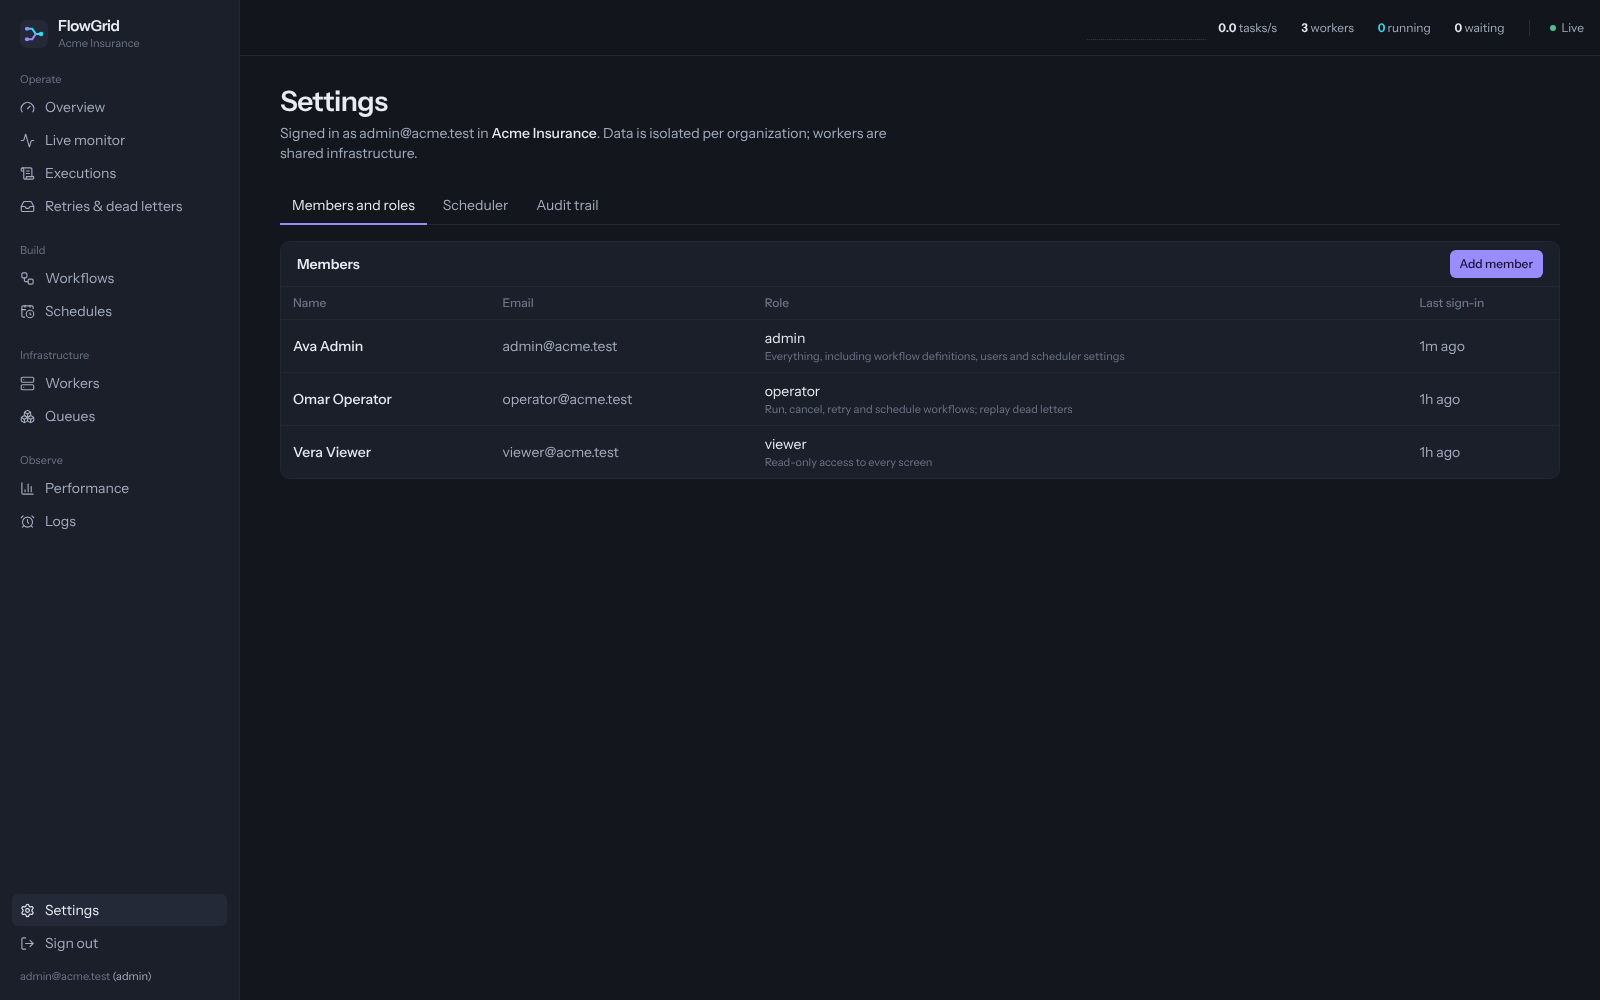 FlowGrid
Acme Insurance
0.0 tasks/s 3 workers 0 running 0 waiting Live
Operate
Overview
Live monitor
Executions
Retries & dead letters
Build
Workflows
Schedules
Infrastructure
Workers
Queues
Observe
Performance
Logs
Settings
Sign out
admin@acme.test (admin)
Settings
Signed in as admin@acme.test in Acme Insurance. Data is isolated per organization; workers are
shared infrastructure.
Members and roles Scheduler Audit trail
Members Add member
Name Email Role Last sign-in
Ava Admin admin@acme.test admin 1m ago
Everything, including workflow definitions, users and scheduler settings
Omar Operator operator@acme.test operator 1h ago
Run, cancel, retry and schedule workflows; replay dead letters
Vera Viewer viewer@acme.test viewer 1h ago
Read-only access to every screen